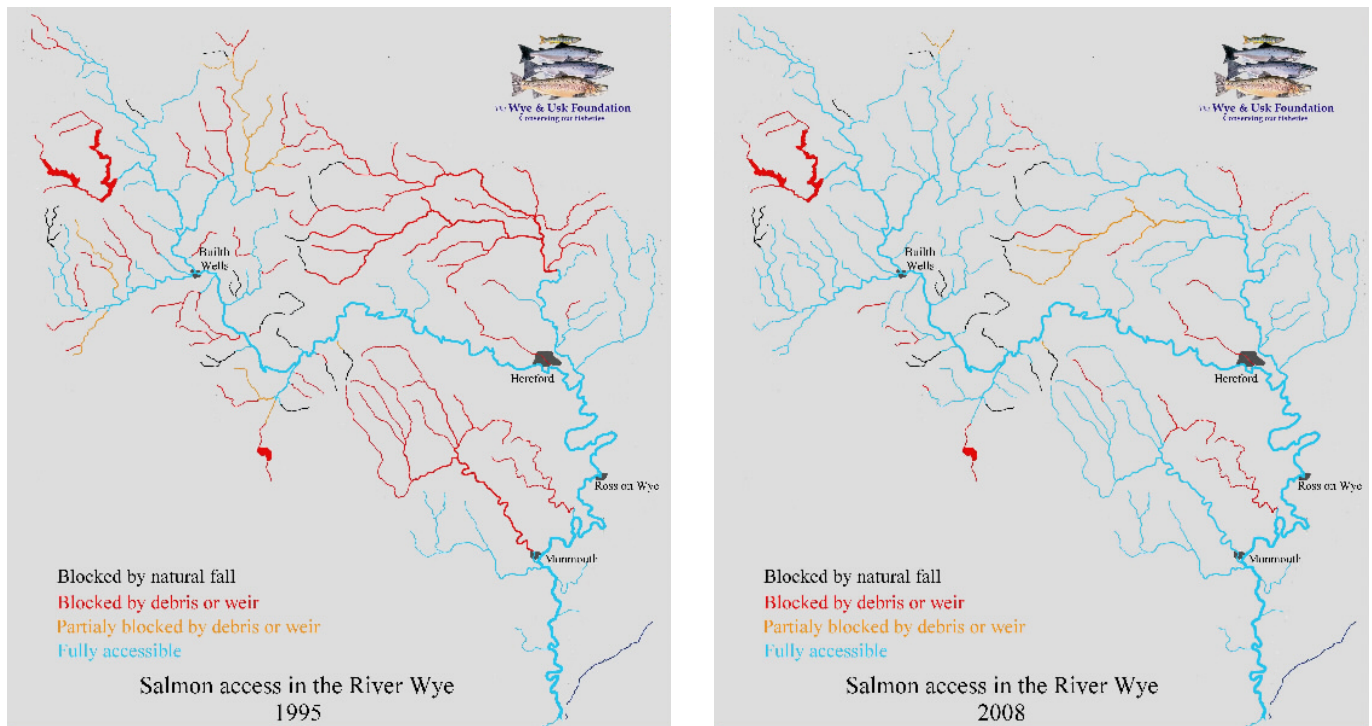 The Wye & Usk Foundation
Conserving our fisheries
Builth
Wells
Hereford
Ross on Wye
Monmouth
Blocked by natural fall
Blocked by debris or weir
Partialy blocked by debris or weir
Fully accessible
Salmon access in the River Wye
1995
The Wye & Usk Foundation
Conserving our fisheries
Builth
Wells
Hereford
Ross on Wye
Monmouth
Blocked by natural fall
Blocked by debris or weir
Partialy blocked by debris or weir
Fully accessible
Salmon access in the River Wye
2008